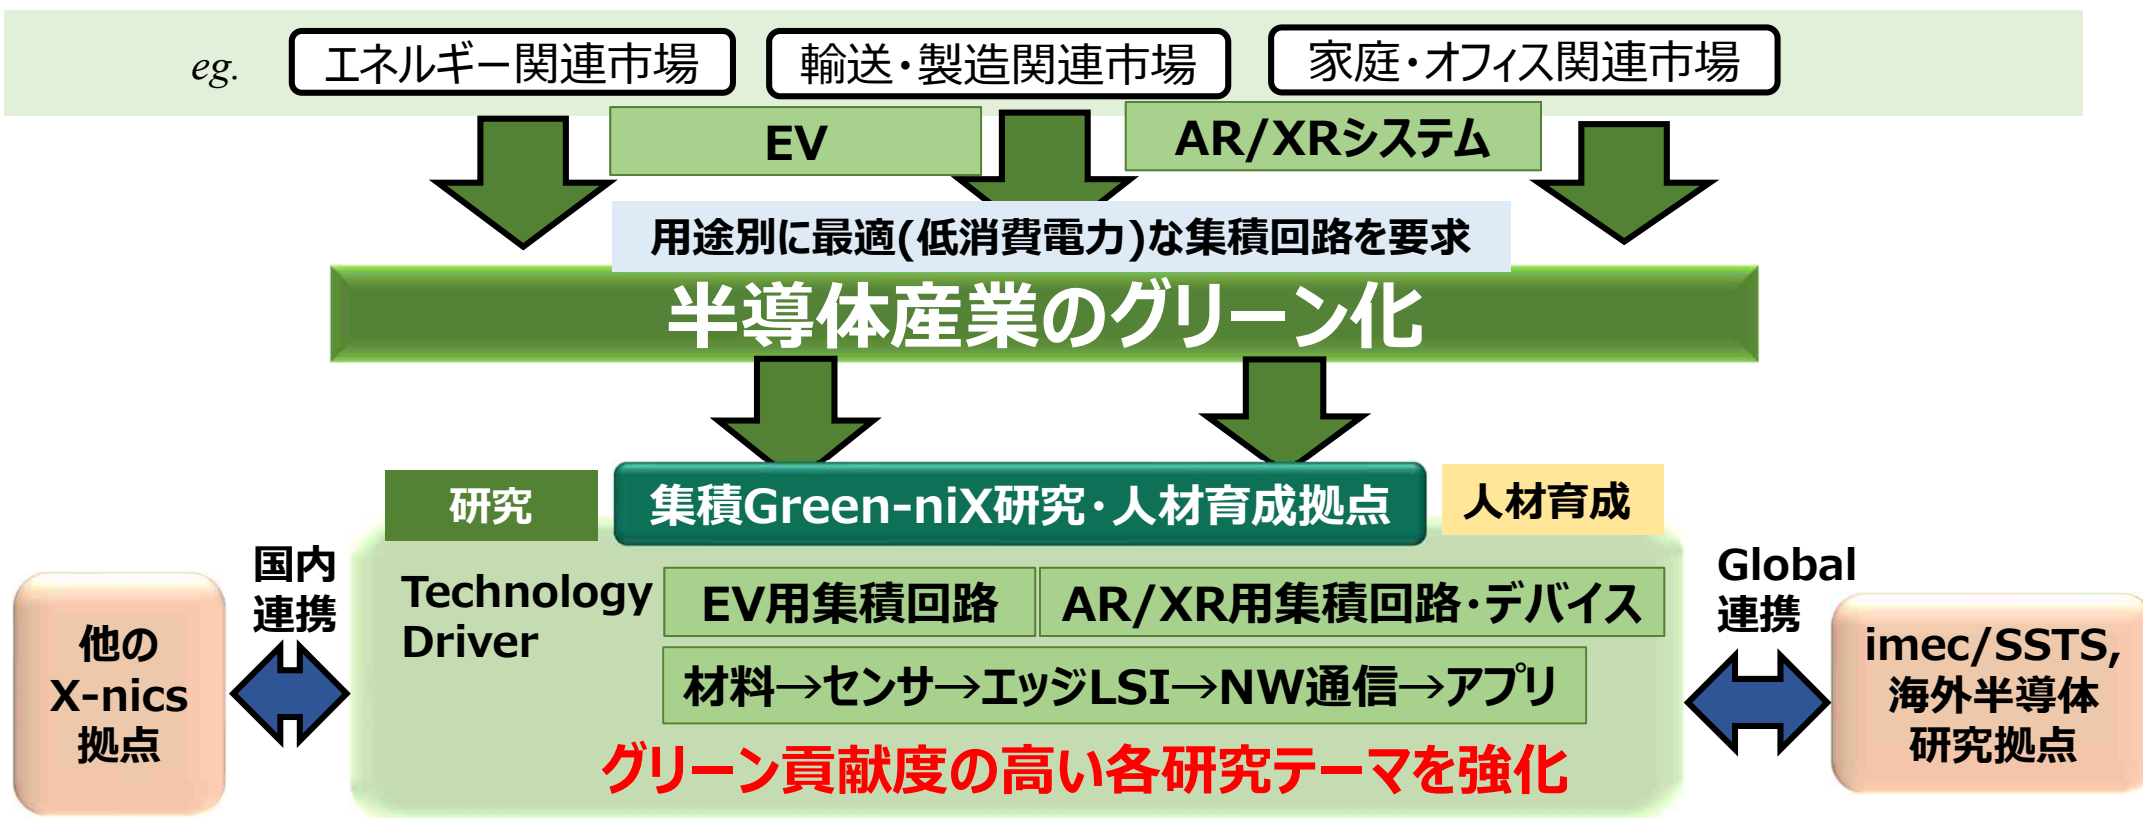 eg.
エネルギー関連市場
輸送・製造関連市場
家庭・オフィス関連市場
EV
AR/XRシステム
用途別に最適(低消費電力)な集積回路を要求
半導体産業のグリーン化
研究
集積Green-niX研究・人材育成拠点
人材育成
国内
連携
他の
X-nics
拠点
Technology
Driver
EV用集積回路
AR/XR用集積回路・デバイス
材料→センサ→エッジLSI→NW通信→アプリ
グリーン貢献度の高い各研究テーマを強化
Global
連携
imec/SSTS,
海外半導体
研究拠点